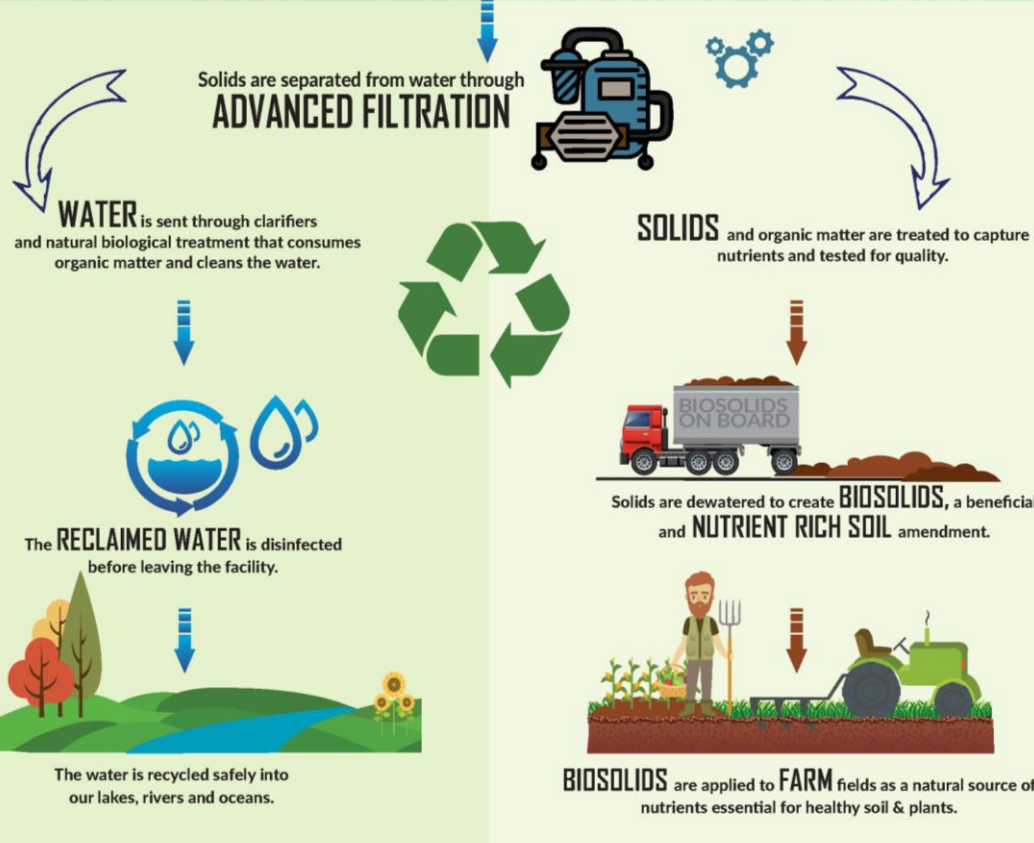 Solids are separated from water through
ADVANCED FILTRATION
WATER is sent through clarifiers
and natural biological treatment that consumes
organic matter and cleans the water.
SOLIDS and organic matter are treated to capture
nutrients and tested for quality.
BIOSOLIDS
ON BOARD
The RECLAIMED WATER is disinfected
before leaving the facility.
Solids are dewatered to create BIOSOLIDS, a beneficial
and NUTRIENT RICH SOIL amendment.
The water is recycled safely into
our lakes, rivers and oceans.
BIOSOLIDS are applied to FARM fields as a natural source of
nutrients essential for healthy soil & plants.